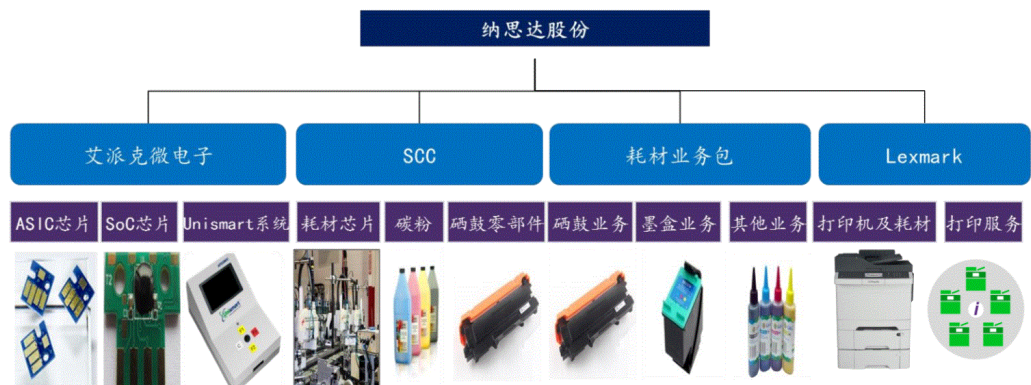 纳思达股份
艾派克微电子
SCC
耗材业务包
Lexmark
ASIC芯片
SoC芯片
Unismart系统
耗材芯片
碳粉
硒鼓零部件
硒鼓业务
墨盒业务
其他业务
打印机及耗材
打印服务
T2
i